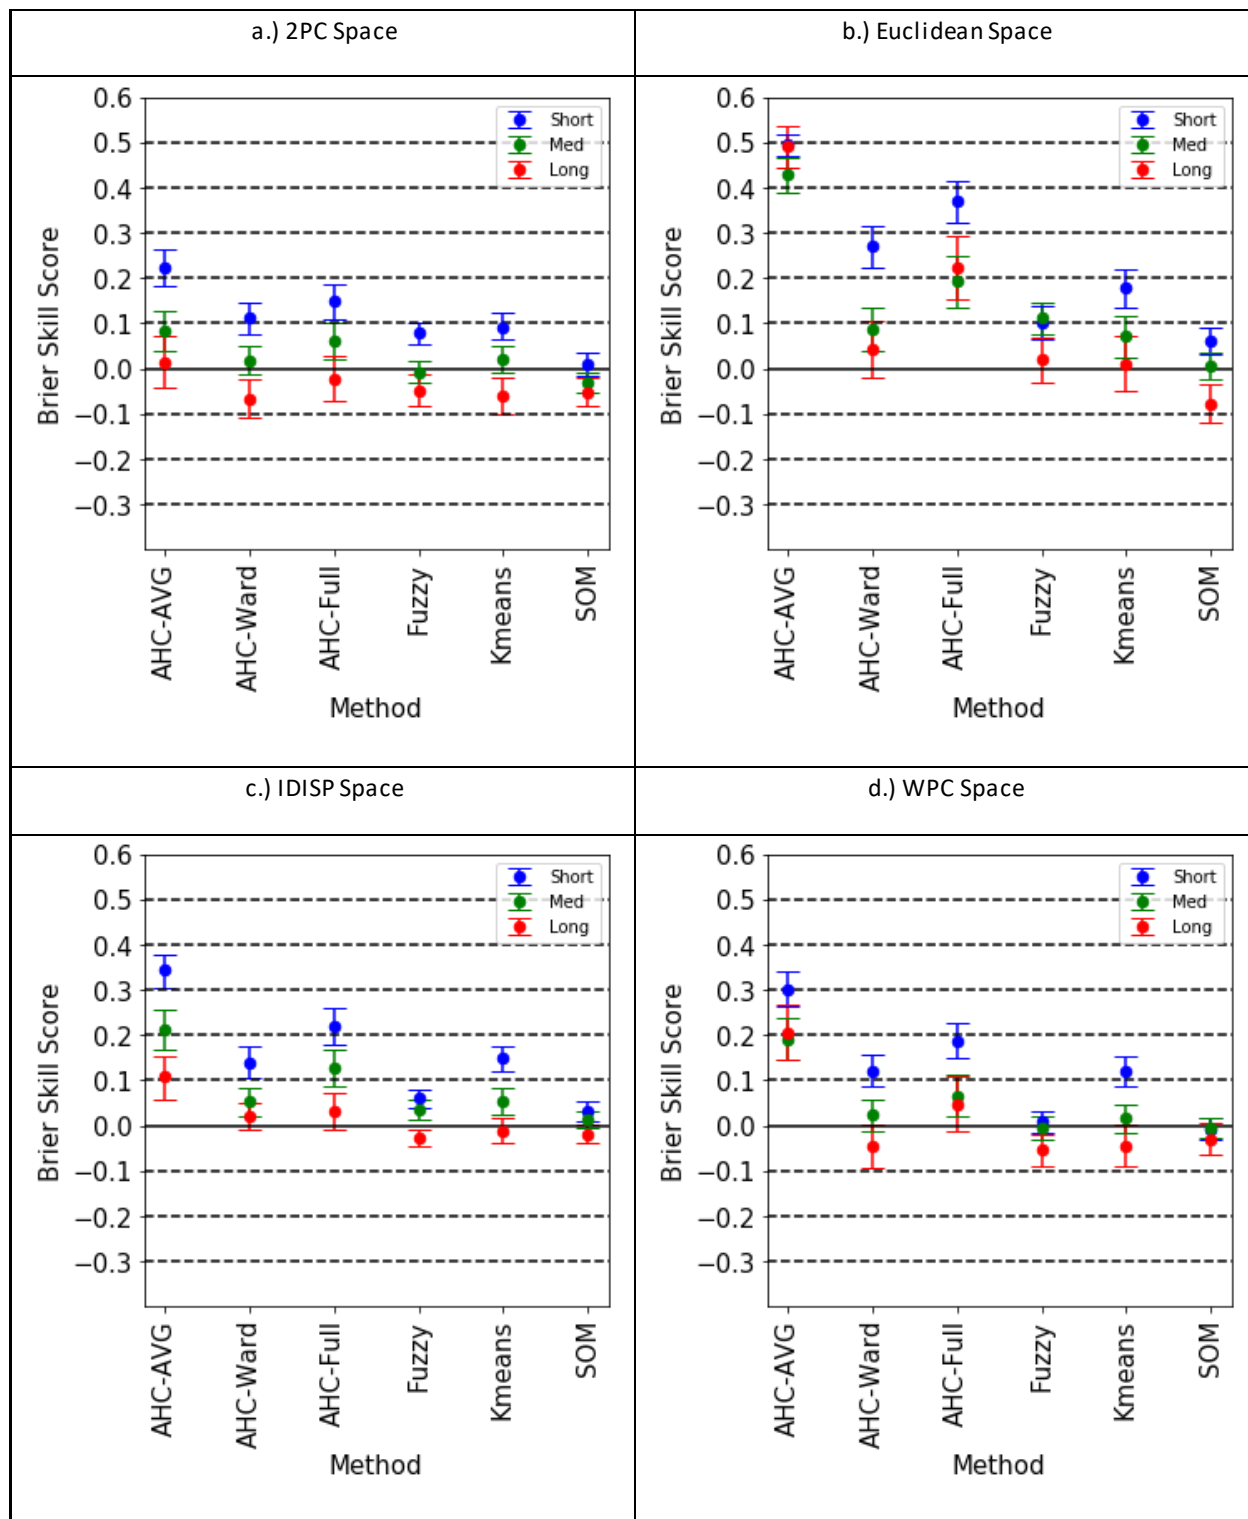 a.) 2PC Space
b.) Euclidean Space
0.6
0.5
0.4
0.3
0.2
0.1
0.0
−0.1
−0.2
−0.3
Brier Skill Score
Short
Med
Long
AHC-AVG
AHC-Ward
AHC-Full
Fuzzy
Kmeans
SOM
Method
0.6
0.5
0.4
0.3
0.2
0.1
0.0
−0.1
−0.2
−0.3
Brier Skill Score
Short
Med
Long
AHC-AVG
AHC-Ward
AHC-Full
Fuzzy
Kmeans
SOM
Method
c.) IDISP Space
d.) WPC Space
0.6
0.5
0.4
0.3
0.2
0.1
0.0
−0.1
−0.2
−0.3
Brier Skill Score
Short
Med
Long
AHC-AVG
AHC-Ward
AHC-Full
Fuzzy
Kmeans
SOM
Method
0.6
0.5
0.4
0.3
0.2
0.1
0.0
−0.1
−0.2
−0.3
Brier Skill Score
Short
Med
Long
AHC-AVG
AHC-Ward
AHC-Full
Fuzzy
Kmeans
SOM
Method